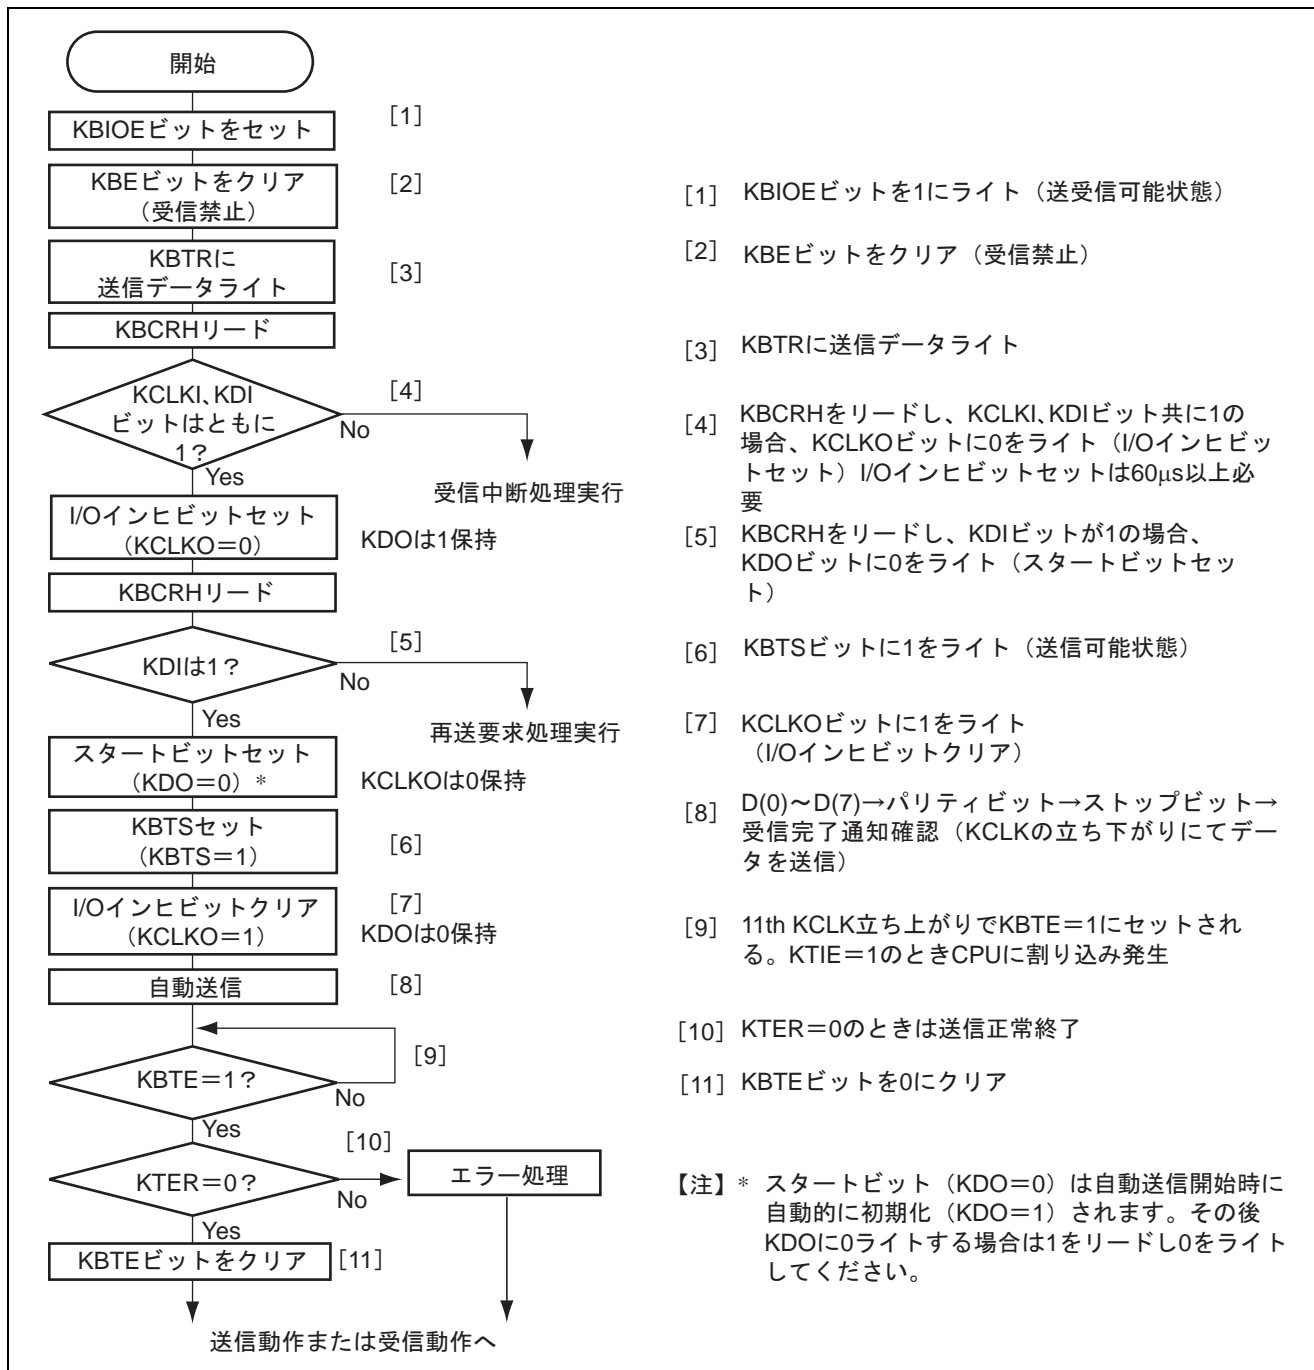 開始
KBIOEビットをセット
[1]
KBEビットをクリア
（受信禁止）
[2]
KBTRに
送信データライト
[3]
KBCRHリード
KCLKI、KDI
ビットはともに
1？
[4]
No
Yes
受信中断処理実行
I/Oインヒビットセット
（KCLKO＝0）
KDOは1保持
KBCRHリード
KDIは1？
[5]
No
Yes
再送要求処理実行
スタートビットセット
（KDO＝0）*
KCLKOは0保持
KBTSセット
（KBTS＝1）
[6]
I/Oインヒビットクリア
（KCLKO＝1）
[7]
KDOは0保持
自動送信
[8]
KBTE＝1？
[9]
No
Yes
KTER＝0？
[10]
No
エラー処理
Yes
KBTEビットをクリア
[11]
送信動作または受信動作へ
[1] KBIOEビットを1にライト（送受信可能状態）
[2] KBEビットをクリア（受信禁止）
[3] KBTRに送信データライト
[4] KBCRHをリードし、KCLKI、KDIビット共に1の
場合、KCLKOビットに0をライト（I/Oインヒビッ
トセット）I/Oインヒビットセットは60μs以上必
要
[5] KBCRHをリードし、KDIビットが1の場合、
KDOビットに0をライト（スタートビットセッ
ト）
[6] KBTSビットに1をライト（送信可能状態）
[7] KCLKOビットに1をライト
（I/Oインヒビットクリア）
[8] D(0)～D(7)→パリティビット→ストップビット→
受信完了通知確認（KCLKの立ち下がりにてデー
タを送信）
[9] 11th KCLK立ち上がりでKBTE＝1にセットされ
る。KTIE＝1のときCPUに割り込み発生
[10] KTER＝0のときは送信正常終了
[11] KBTEビットを0にクリア
【注】* スタートビット（KDO＝0）は自動送信開始時に
自動的に初期化（KDO＝1）されます。その後
KDOに0ライトする場合は1をリードし0をライト
してください。